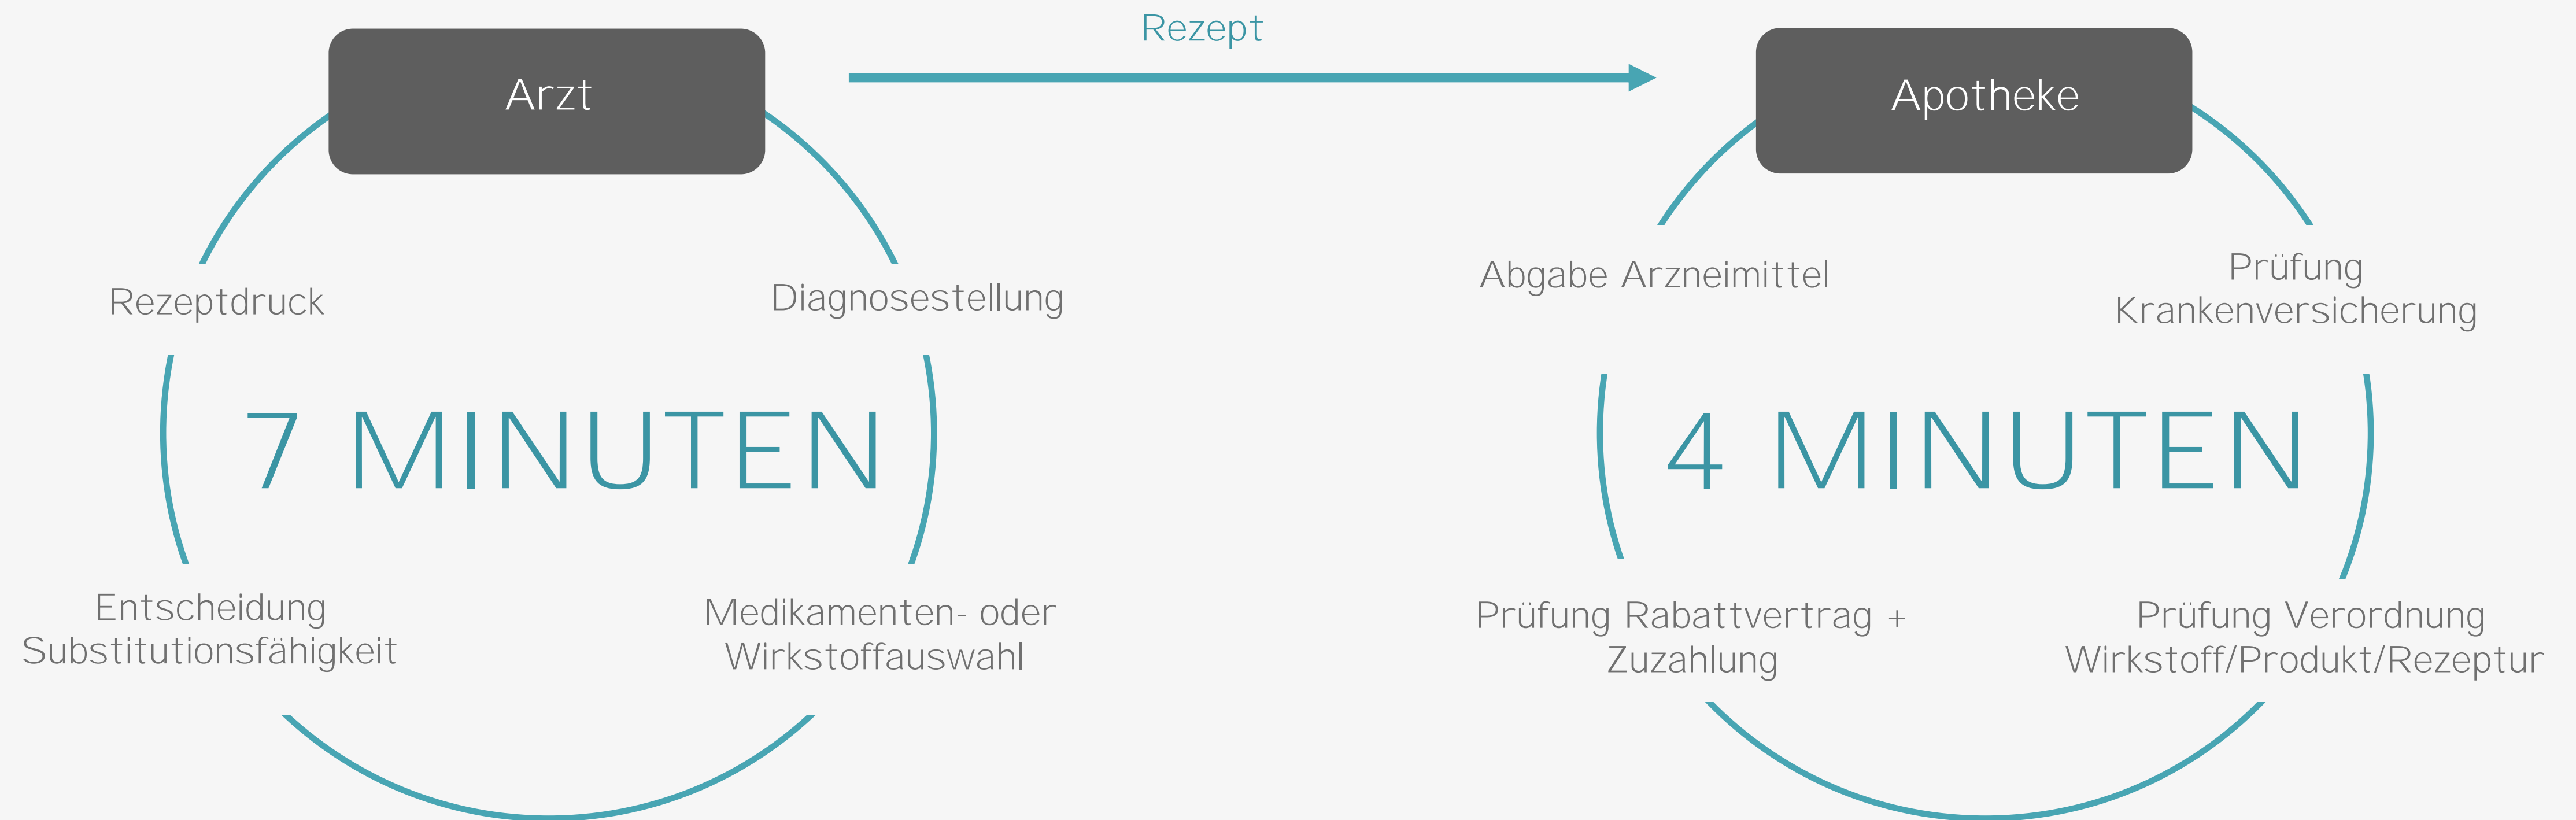 Rezept
Arzt
Apotheke
Rezeptdruck
Diagnosestellung
7 MINUTEN
Entscheidung
Substitutionsfähigkeit
Medikamenten- oder
Wirkstoffauswahl
Abgabe Arzneimittel
Prüfung
Krankenversicherung
4 MINUTEN
Prüfung Rabattvertrag +
Zuzahlung
Prüfung Verordnung
Wirkstoff/Produkt/Rezeptur